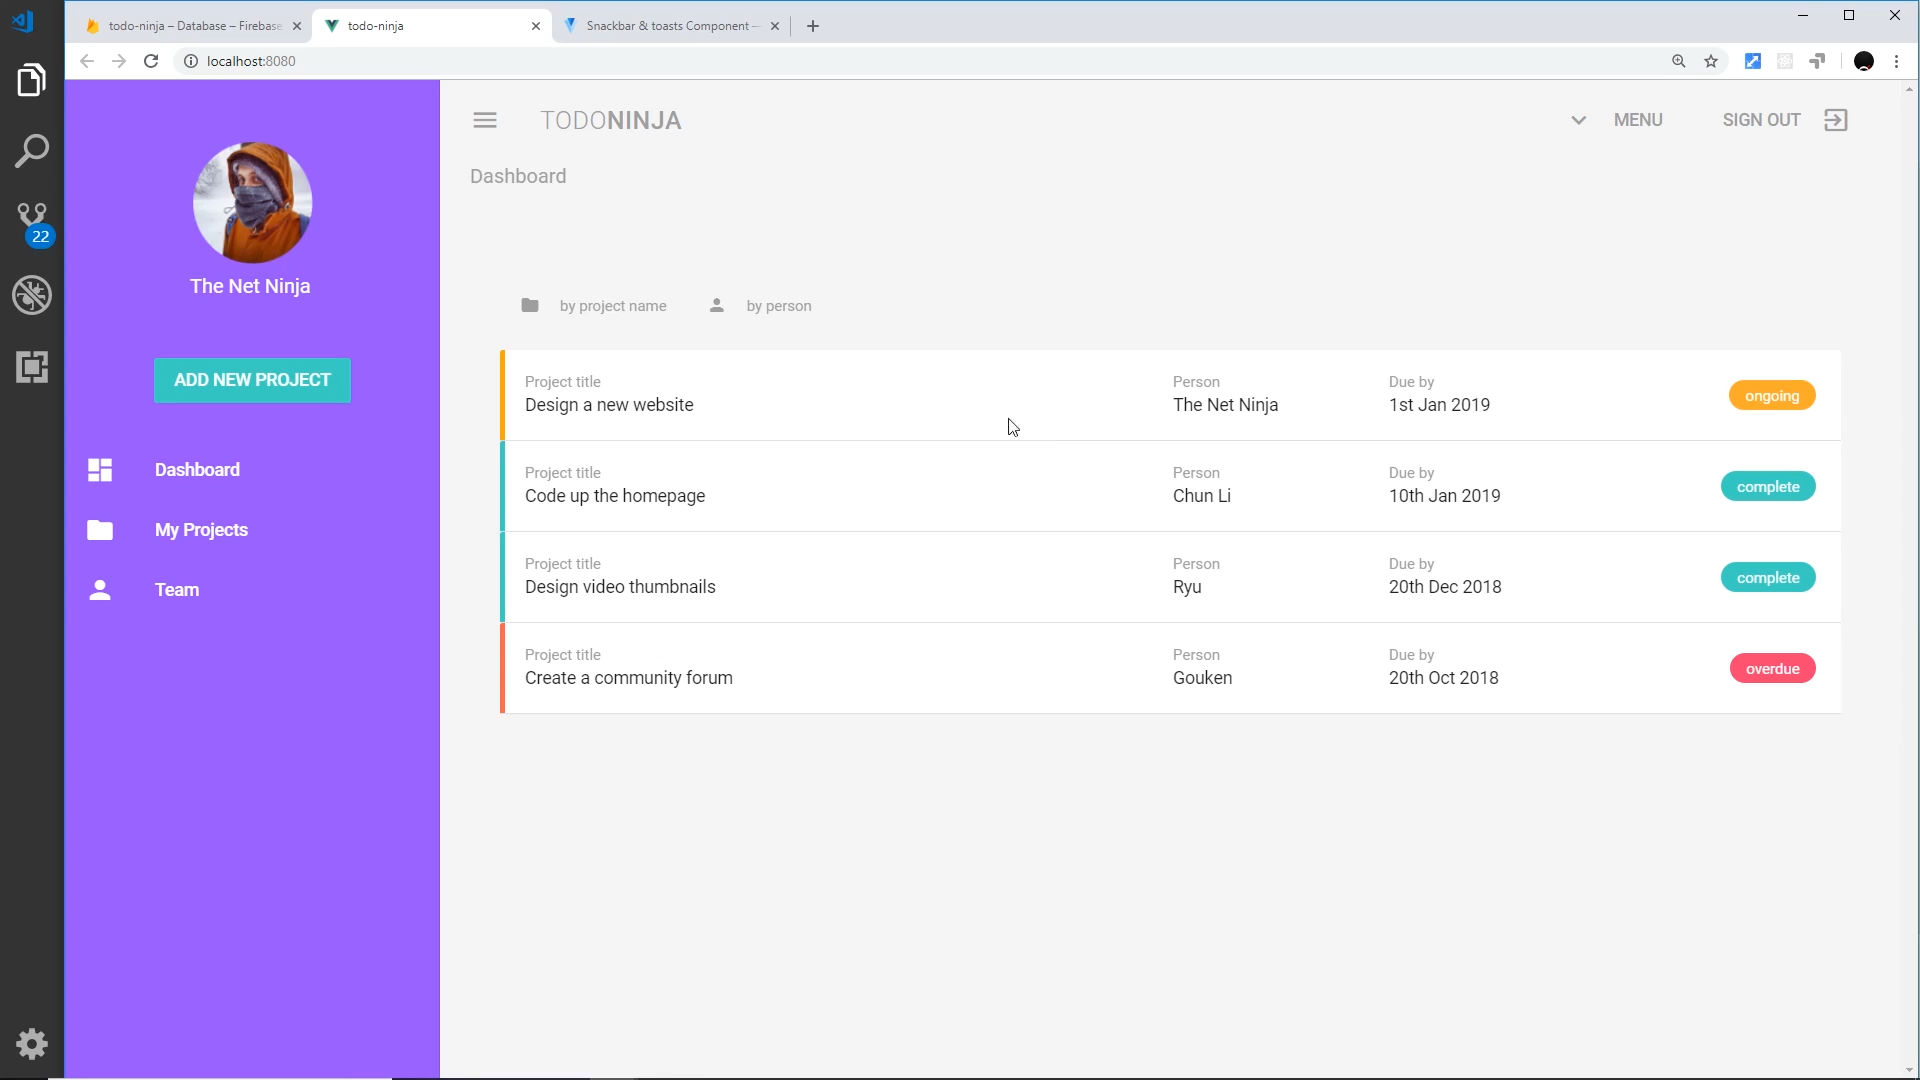 todo-ninja – Database – Firebase
todo-ninja
Snackbar & toasts Component —
localhost:8080
22
The Net Ninja
ADD NEW PROJECT
Dashboard
My Projects
Team
TODONINJA
MENU
SIGN OUT
Dashboard
by project name
by person
Project title
Person
Due by
Design a new website
The Net Ninja
1st Jan 2019
ongoing
Project title
Person
Due by
Code up the homepage
Chun Li
10th Jan 2019
complete
Project title
Person
Due by
Design video thumbnails
Ryu
20th Dec 2018
complete
Project title
Person
Due by
Create a community forum
Gouken
20th Oct 2018
overdue